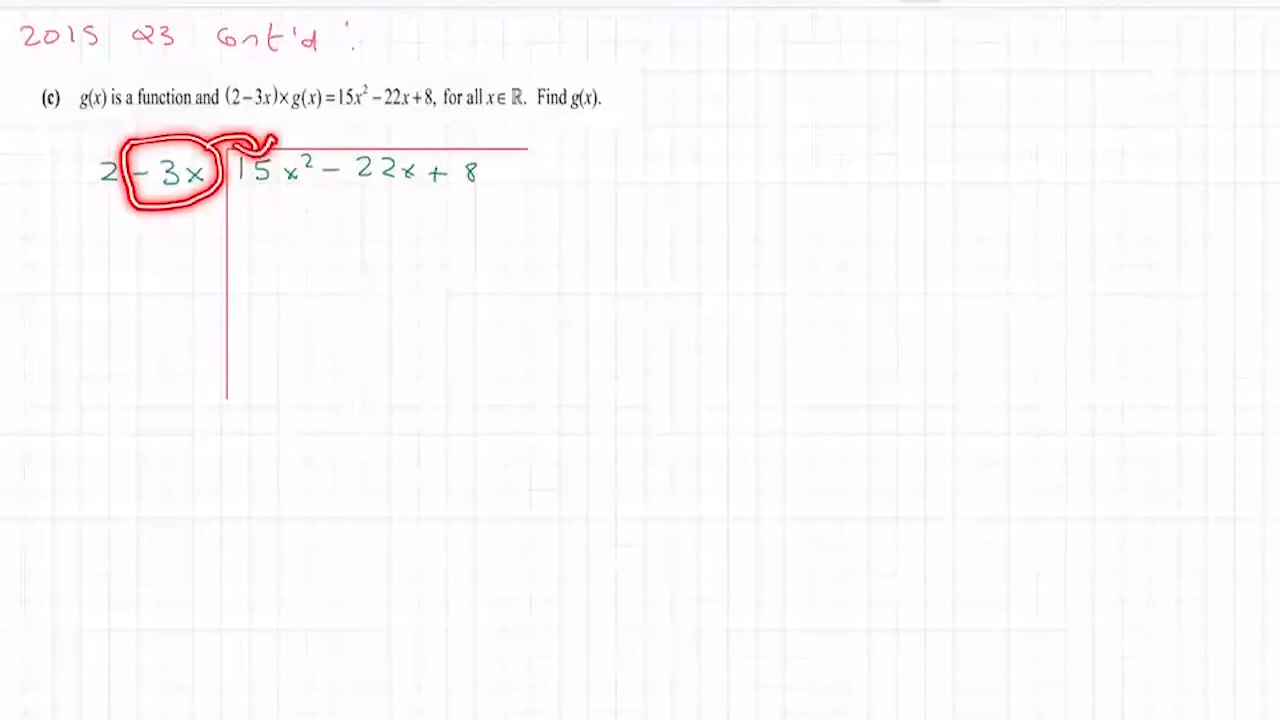 2015 Q3 Cont'd :
(c) g(x) is a function and (2−3x)×g(x)=15x²−22x+8, for all x∈ ℝ. Find g(x).
2 − 3x 15x² − 22x + 8